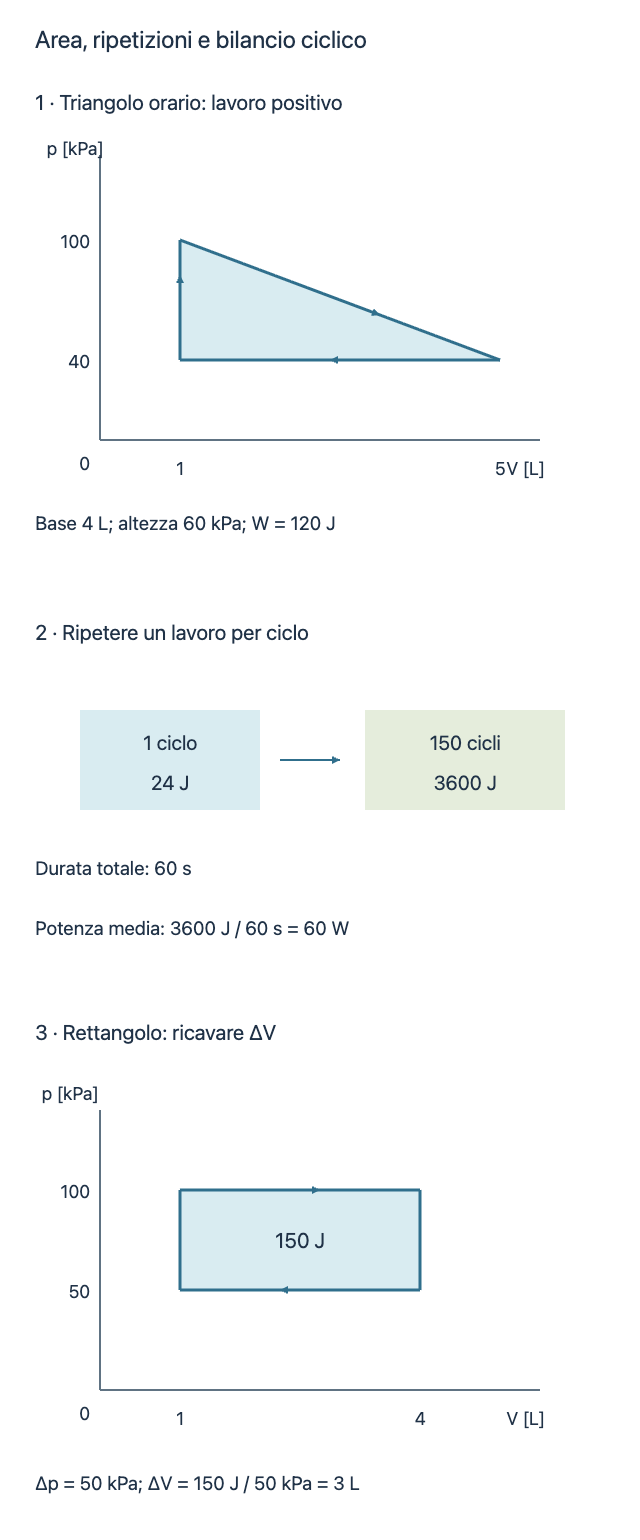 Area, ripetizioni e bilancio ciclico
1 · Triangolo orario: lavoro positivo
p [kPa]
100
40
0
1
5V [L]
Base 4 L; altezza 60 kPa; W = 120 J
2 · Ripetere un lavoro per ciclo
1 ciclo
24 J
150 cicli
3600 J
Durata totale: 60 s
Potenza media: 3600 J / 60 s = 60 W
3 · Rettangolo: ricavare ΔV
p [kPa]
100
150 J
50
0
1
4
V [L]
Δp = 50 kPa; ΔV = 150 J / 50 kPa = 3 L